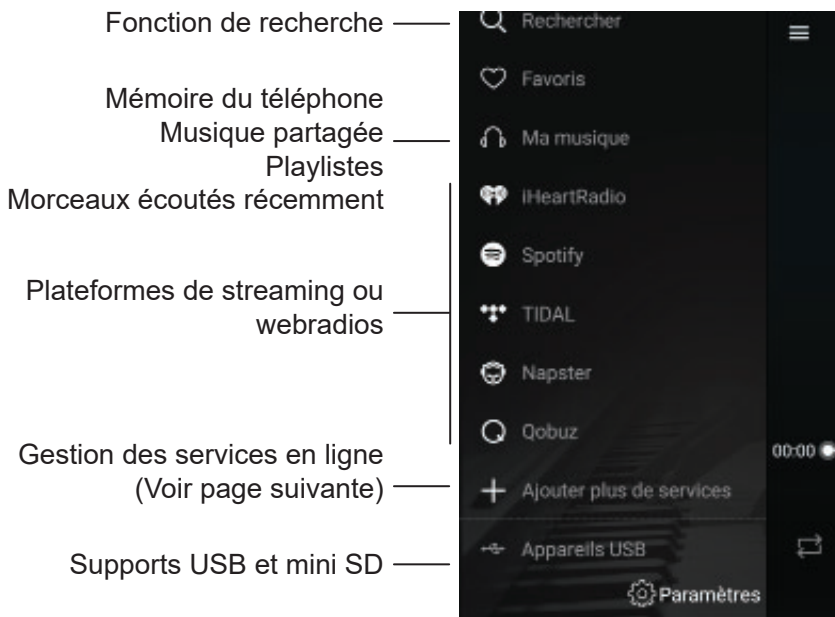 Fonction de recherche
Mémoire du téléphone
Musique partagée
Playlistes
Morceaux écoutés récemment
Plateformes de streaming ou
webradios
Gestion des services en ligne
(Voir page suivante)
Supports USB et mini SD
Rechercher
Favoris
Ma musique
iHeartRadio
Spotify
TIDAL
Napster
Qobuz
Ajouter plus de services
Appareils USB
Paramètres
00:00